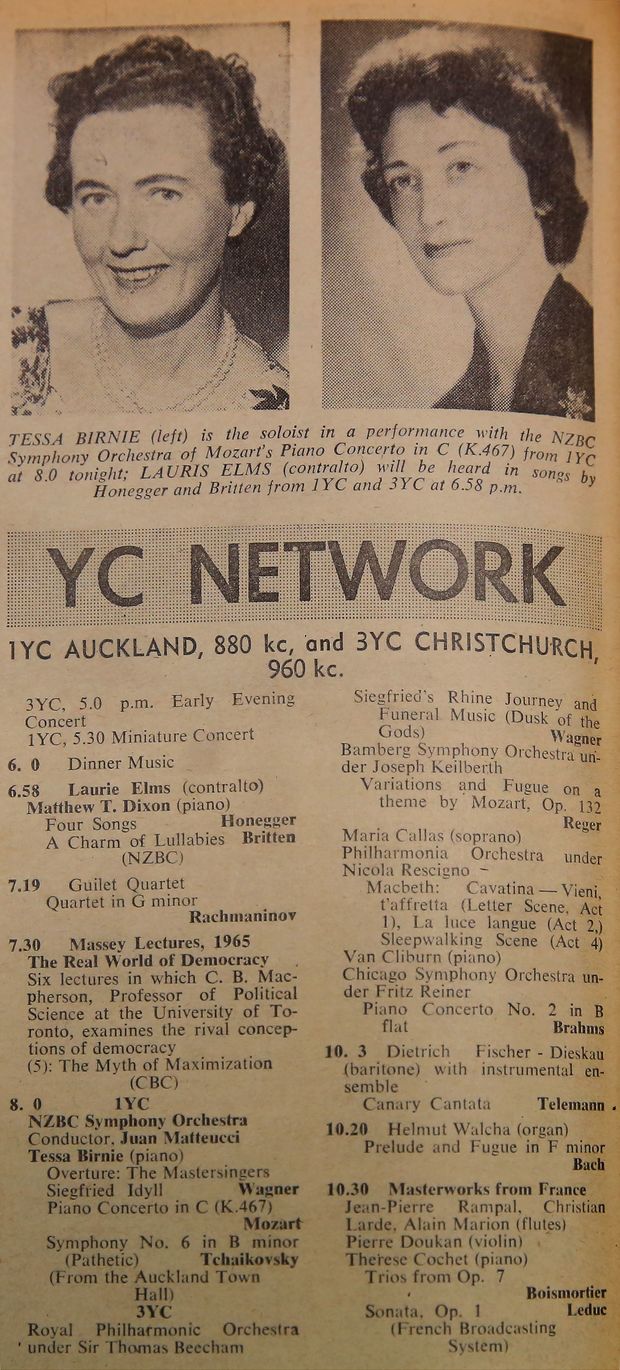 TESSA BIRNIE (left) is the soloist in a performance with the NZBC
Symphony Orchestra of Mozart's Piano Concerto in C (K.467) from 1YC
at 8.0 tonight; LAURIS ELMS (contralto) will be heard in songs by
Honegger and Britten from 1YC and 3YC at 6.58 p.m.
YC NETWORK
1YC AUCKLAND, 880 kc, and 3YC CHRISTCHURCH,
960 kc.
3YC, 5.0 p.m. Early Evening
Concert
1YC, 5.30 Miniature Concert
6. 0 Dinner Music
6.58 Laurie Elms (contralto)
Matthew T. Dixon (piano)
Four Songs Honegger
A Charm of Lullabies Britten
(NZBC)
7.19 Guilet Quartet
Quartet in G minor
Rachmaninov
7.30 Massey Lectures, 1965
The Real World of Democracy
Six lectures in which C. B. Mac-
pherson, Professor of Political
Science at the University of To-
ronto, examines the rival concep-
tions of democracy
(5): The Myth of Maximization
(CBC)
8. 0 1YC
NZBC Symphony Orchestra
Conductor, Juan Matteucci
Tessa Birnie (piano)
Overture: The Mastersingers
Siegfried Idyll Wagner
Piano Concerto in C (K.467)
Mozart
Symphony No. 6 in B minor
(Pathetic) Tchaikovsky
(From the Auckland Town
Hall)
3YC
Royal Philharmonic Orchestra
under Sir Thomas Beecham
Siegfried's Rhine Journey and
Funeral Music (Dusk of the
Gods) Wagner
Bamberg Symphony Orchestra un-
der Joseph Keilberth
Variations and Fugue on a
theme by Mozart, Op. 132
Reger
Maria Callas (soprano)
Philharmonia Orchestra under
Nicola Rescigno
Macbeth: Cavatina — Vieni,
t'affretta (Letter Scene, Act
1), La luce langue (Act 2,)
Sleepwalking Scene (Act 4)
Van Cliburn (piano)
Chicago Symphony Orchestra un-
der Fritz Reiner
Piano Concerto No. 2 in B
flat Brahms
10. 3 Dietrich Fischer - Dieskau
(baritone) with instrumental en-
semble
Canary Cantata Telemann
10.20 Helmut Walcha (organ)
Prelude and Fugue in F minor
Bach
10.30 Masterworks from France
Jean-Pierre Rampal, Christian
Larde, Alain Marion (flutes)
Pierre Doukan (violin)
Therese Cochet (piano)
Trios from Op. 7
Boismortier
Sonata, Op. 1 Leduc
(French Broadcasting
System)